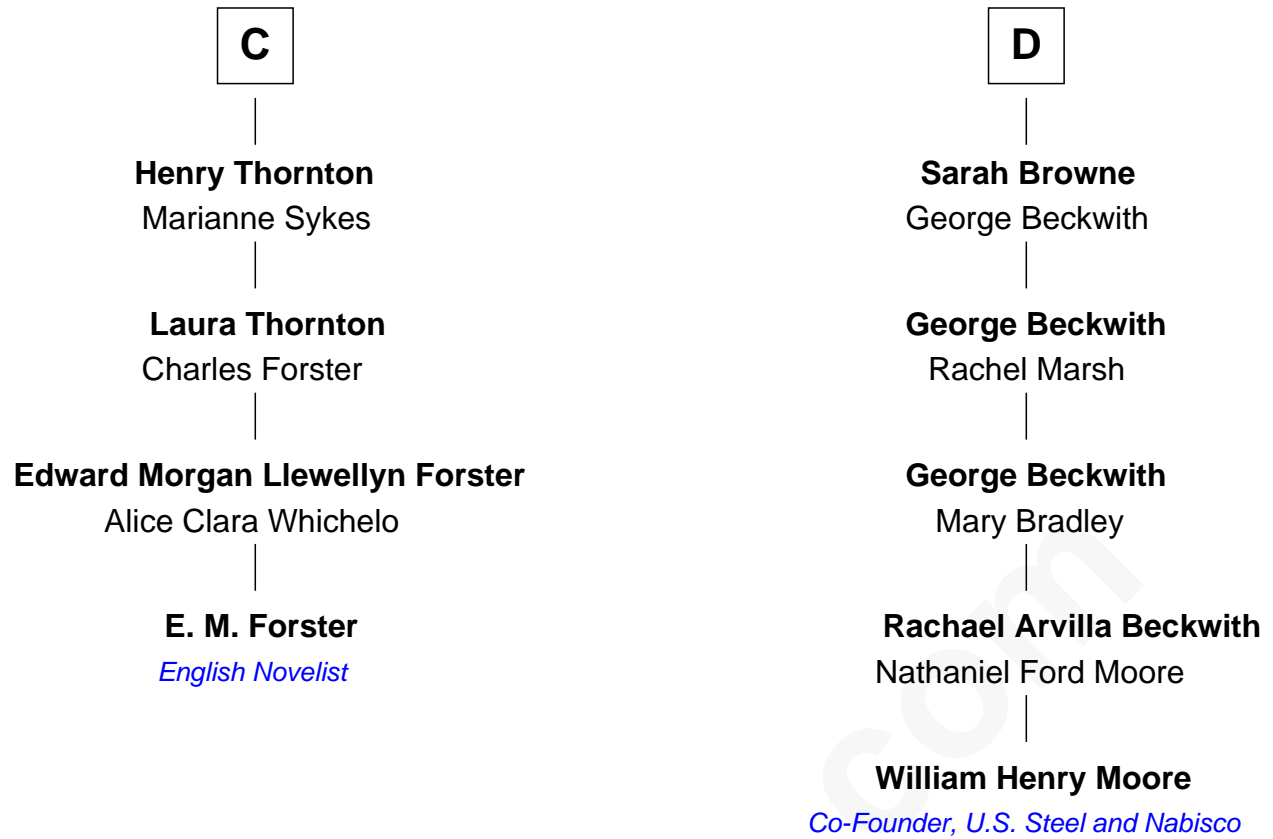 C
Henry Thornton
Marianne Sykes
Laura Thornton
Charles Forster
Edward Morgan Llewellyn Forster
Alice Clara Whichelo
E. M. Forster
English Novelist
D
Sarah Browne
George Beckwith
George Beckwith
Rachel Marsh
George Beckwith
Mary Bradley
Rachael Arvilla Beckwith
Nathaniel Ford Moore
William Henry Moore
Co-Founder, U.S. Steel and Nabisco
com